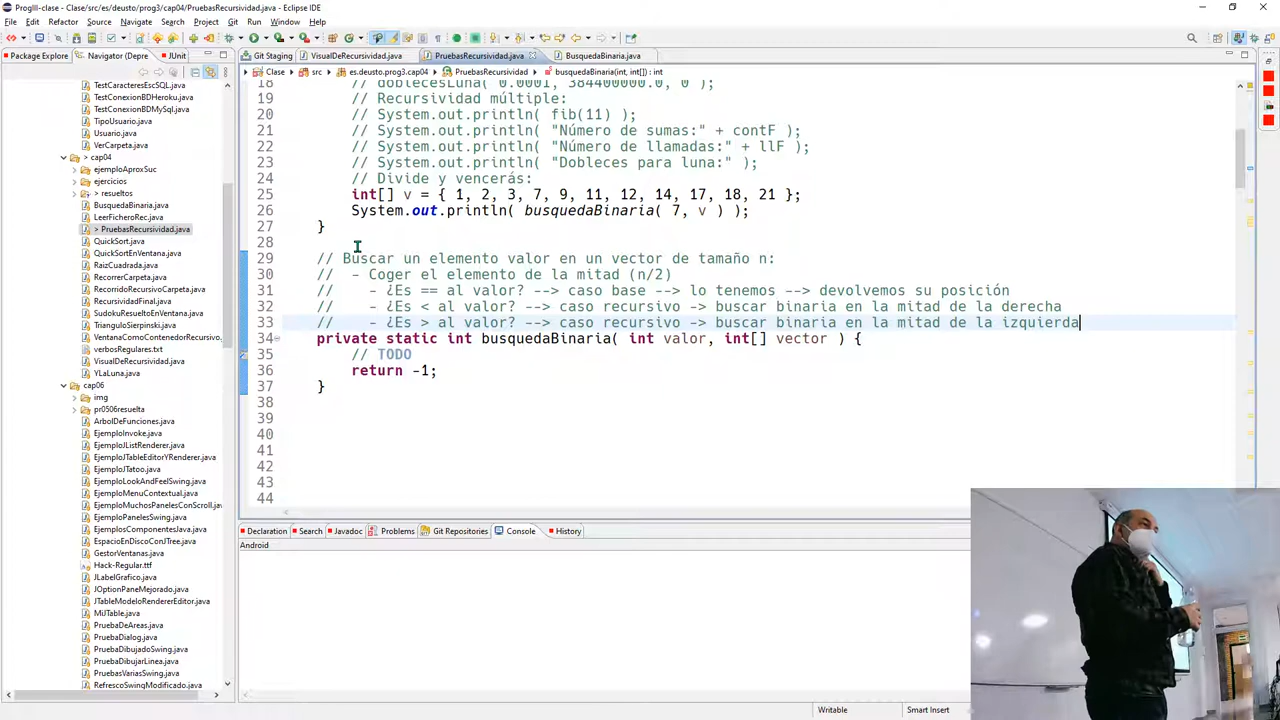 ProgIII-clase - Clase/src/es/deusto/prog3/cap04/PruebasRecursividad.java - Eclipse IDE
File Edit Refactor Source Navigate Search Project Git Run Window Help
Package Explore Navigator (Depre JUnit
Git Staging VisualDeRecursividad.java PruebasRecursividad.java BusquedaBinaria.java
Clase src es.deusto.prog3.cap04 PruebasRecursividad busquedaBinaria(int, int[]) : int
TestCaracteresEscSQL.java
TestConexionBDHeroku.java
TestConexionBDMySql.java
TipoUsuario.java
Usuario.java
VerCarpeta.java
> cap04
ejemploAproxSuc
ejercicios
> resueltos
BusquedaBinaria.java
LeerFicheroRec.java
> PruebasRecursividad.java
QuickSort.java
QuickSortEnVentana.java
RaizCuadrada.java
RecorrerCarpeta.java
RecorrerCarpetas.java
RecursividadFinal.java
SudokuResueltoEnVentana.java
TrianguloSierpinski.java
VentanaComoContenedorRecursivo.
verbosRegulares.txt
VisualDeRecursividad.java
YLaLuna.java
cap06
img
pr0506resuelta
ArbolDeFunciones.java
EjemploInvoke.java
EjemploJListRenderer.java
EjemploJTableEditorYRenderer.java
EjemploJTatoo.java
EjemploLookAndFeelSwing.java
EjemploMenuContextual.java
EjemploMuchosPanelesConScroll.java
EjemploPanelesSwing.java
EjemplosComponentesJava.java
EspacioEnDiscoConJTree.java
GestorVentanas.java
Hack-Regular.ttf
JLabelGrafico.java
JOptionPaneMejorado.java
JTableModeloRendererEditor.java
MiJTable.java
PruebaDeAreas.java
PruebaDialog.java
PruebaDibujadoSwing.java
PruebaDibujarLinea.java
PruebasVariasSwing.java
RefrescoSwingModificado.java
18 // doblecesLuna( 0.0001, 384400000.0, 0 );
19 // Recursividad múltiple:
20 // System.out.println( fib(11) );
21 // System.out.println( "Número de sumas:" + contF );
22 // System.out.println( "Número de llamadas:" + llF );
23 // System.out.println( "Dobleces para luna:" );
24 // Divide y vencerás:
25 int[] v = { 1, 2, 3, 7, 9, 11, 12, 14, 17, 18, 21 };
26 System.out.println( busquedaBinaria( 7, v ) );
27 }
28
29 // Buscar un elemento valor en un vector de tamaño n:
30 // - Coger el elemento de la mitad (n/2)
31 // - ¿Es == al valor? --> caso base --> lo tenemos --> devolvemos su posición
32 // - ¿Es < al valor? --> caso recursivo -> buscar binaria en la mitad de la derecha
33 // - ¿Es > al valor? --> caso recursivo -> buscar binaria en la mitad de la izquierda
34 private static int busquedaBinaria( int valor, int[] vector ) {
35 // TODO
36 return -1;
37 }
38
39
40
41
42
43
44
Declaration Search Javadoc Problems Git Repositories Console History
Android
Writable Smart Insert